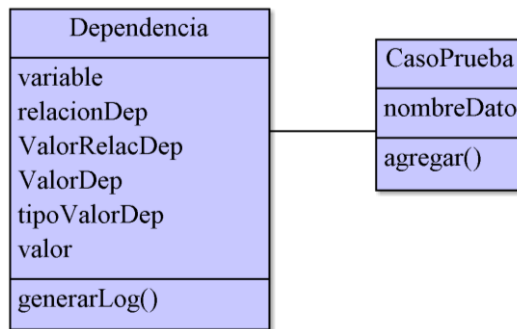 Dependencia
variable
relacionDep
ValorRelacDep
ValorDep
tipoValorDep
valor
generarLog()
CasoPrueba
nombreDato
agregar()